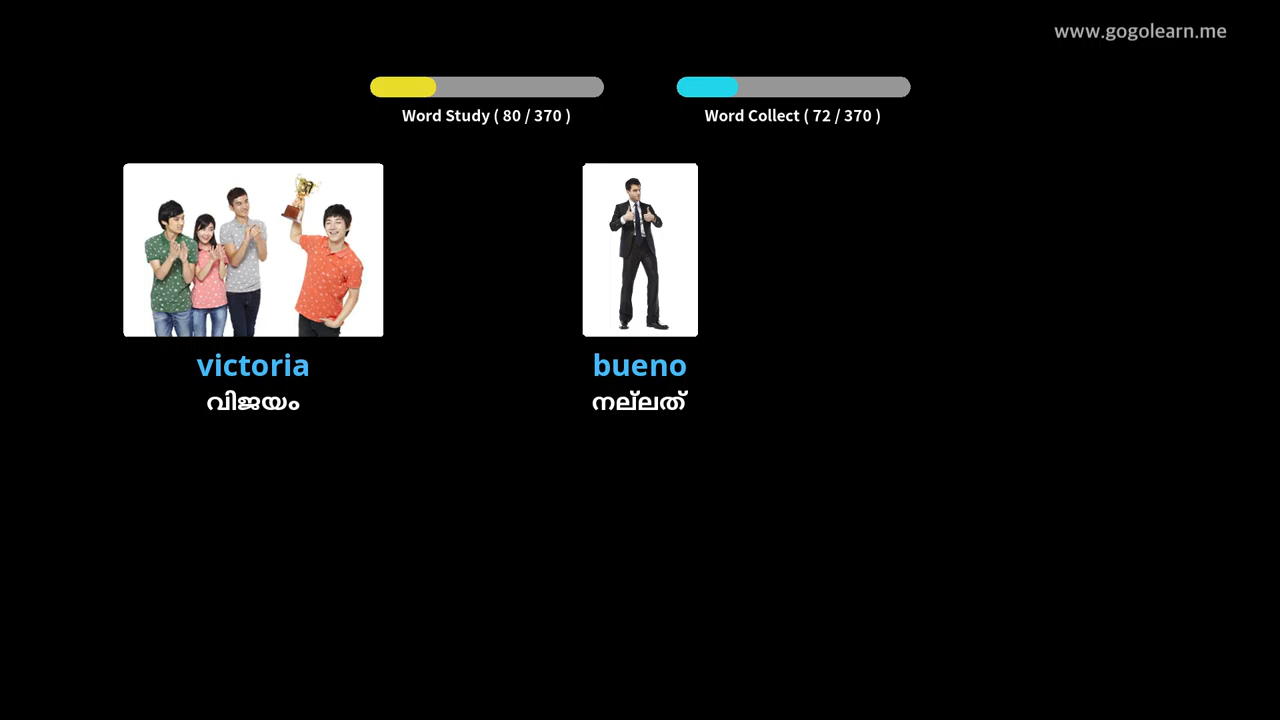 www.gogolearn.me
Word Study ( 80 / 370 )
Word Collect ( 72 / 370 )
victoria
വിജയം
bueno
നല്ലത്